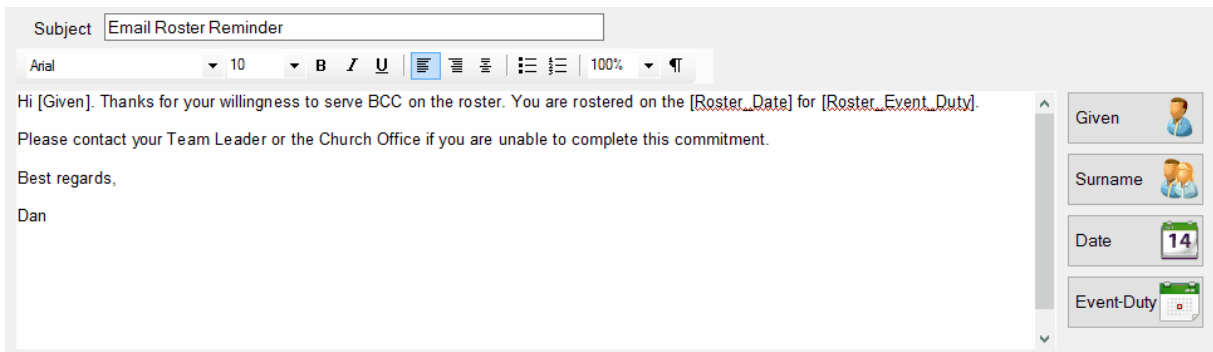 Subject Email Roster Reminder
Arial 10 B I U 100% ¶
Hi [Given]. Thanks for your willingness to serve BCC on the roster. You are rostered on the [Roster_Date] for [Roster_Event_Duty].
Please contact your Team Leader or the Church Office if you are unable to complete this commitment.
Best regards,
Dan
Given
Surname
Date 14
Event-Duty